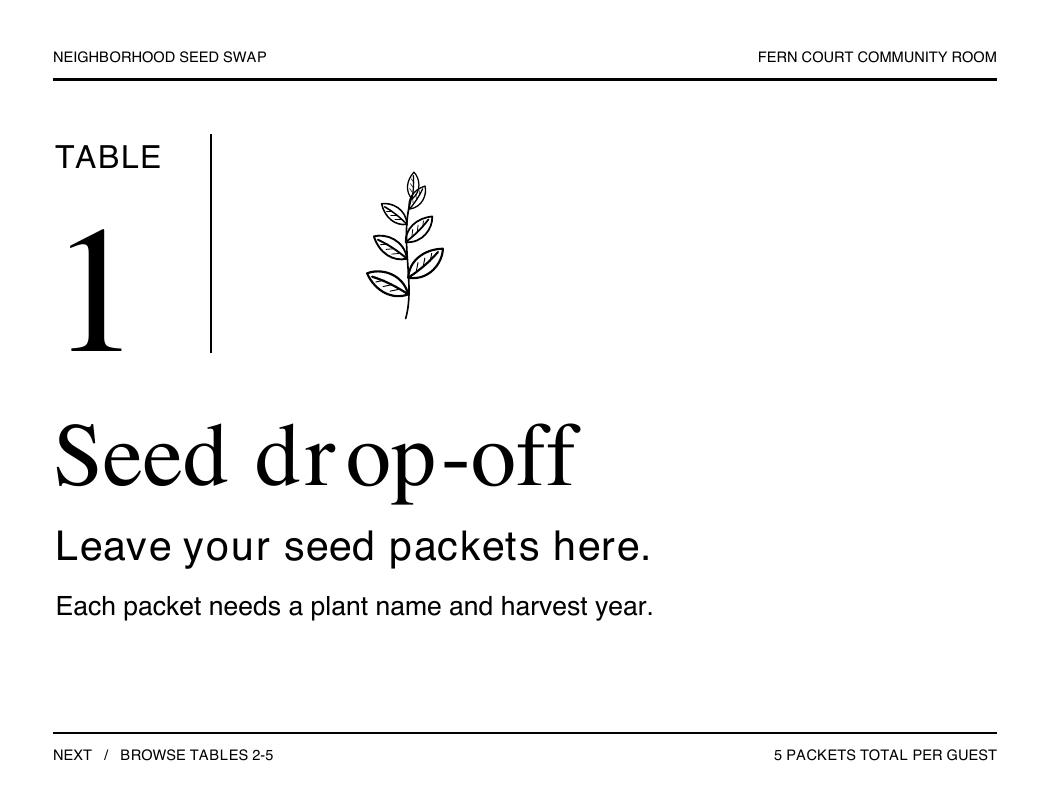 NEIGHBORHOOD SEED SWAP
FERN COURT COMMUNITY ROOM
TABLE
1
Seed drop-off
Leave your seed packets here.
Each packet needs a plant name and harvest year.
NEXT / BROWSE TABLES 2-5
5 PACKETS TOTAL PER GUEST